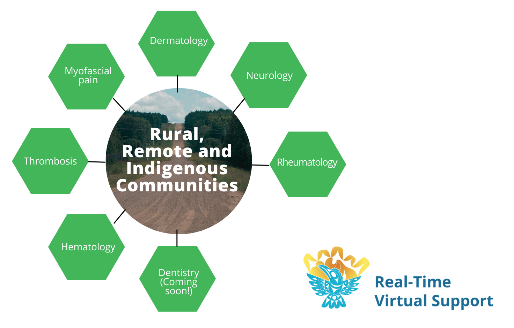 Dermatology
Neurology
Rheumatology
Dentistry
(Coming
soon!)
Hematology
Thrombosis
Myofascial
pain
Rural,
Remote and
Indigenous
Communities
Real-Time
Virtual Support